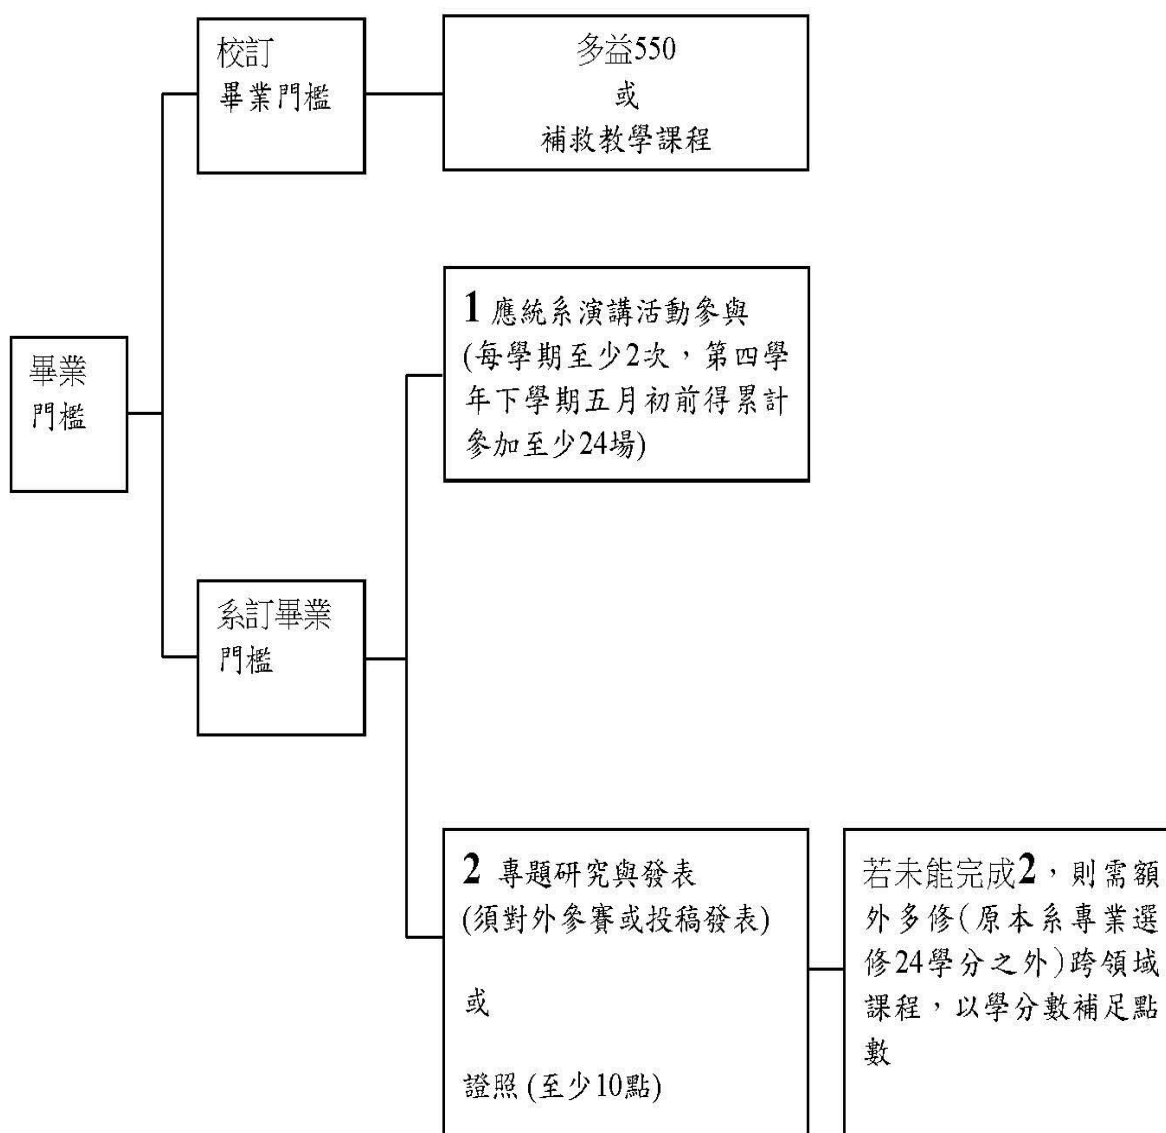 校訂
畢業門檻
多益550
或
補救教學課程
畢業
門檻
1 應統系演講活動參與
(每學期至少2次，第四學
年下學期五月初前得累計
參加至少24場)
系訂畢業
門檻
2 專題研究與發表
(須對外參賽或投稿發表)
或
證照 (至少10點)
若未能完成2，則需額
外多修(原本系專業選
修24學分之外)跨領域
課程，以學分數補足點
數